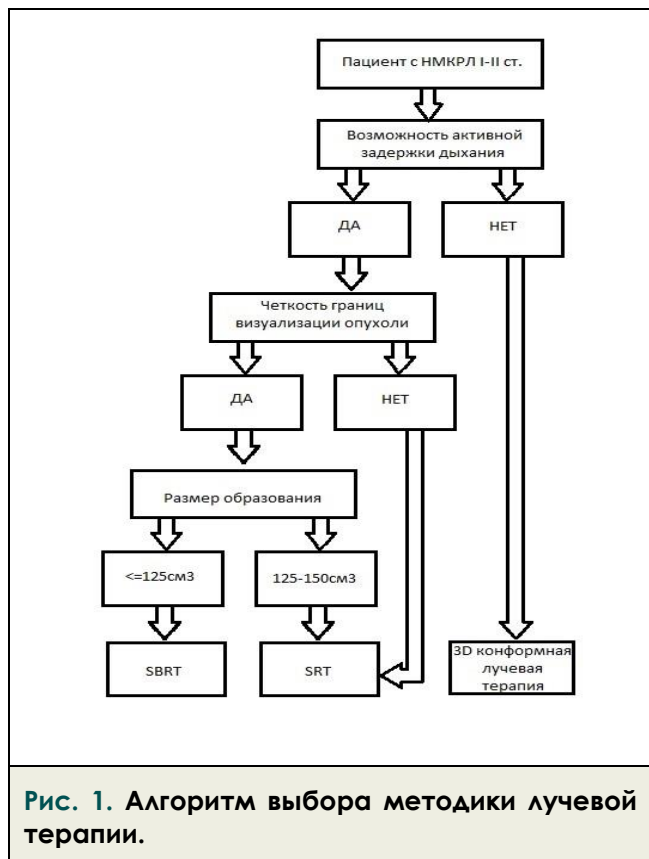 Пациент с НМКРЛ I-II ст.
Возможность активной
задержки дыхания
ДА
НЕТ
Четкость границ
визуализации опухоли
ДА
НЕТ
Размер образования
<=125см3
125-150см3
SBRT
SRT
3D конформная
лучевая
терапия
Рис. 1. Алгоритм выбора методики лучевой
терапии.